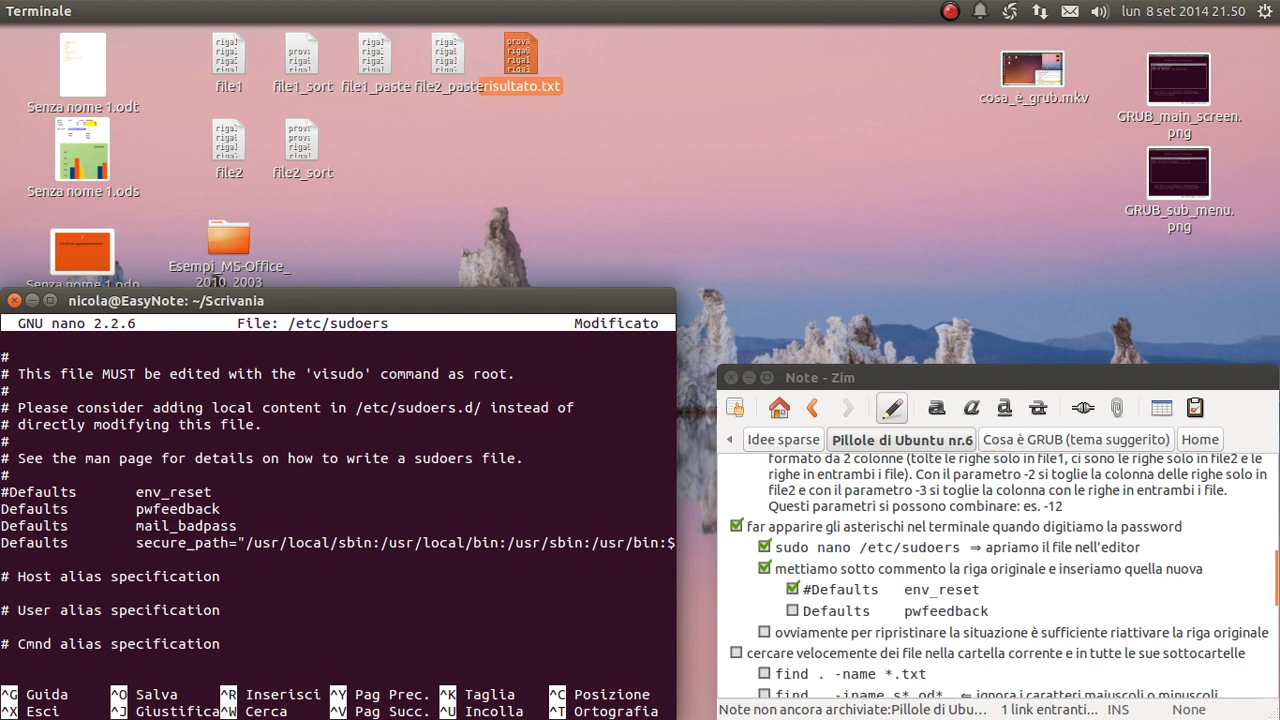 Terminale
lun 8 set 2014 21.50
Senza nome 1.odt
file1
file1_sort
file1_paste
file2_paste
risultato.txt
cosa_è_grub.mkv
GRUB_main_screen.
png
Senza nome 1.ods
file2
file2_sort
GRUB_sub_menu.
png
Senza nome 1.odp
Esempi_MS-Office_
2010_2003
nicola@EasyNote: ~/Scrivania
GNU nano 2.2.6 File: /etc/sudoers Modificato
#
# This file MUST be edited with the 'visudo' command as root.
#
# Please consider adding local content in /etc/sudoers.d/ instead of
# directly modifying this file.
#
# See the man page for details on how to write a sudoers file.
#
#Defaults env_reset
Defaults pwfeedback
Defaults mail_badpass
Defaults secure_path="/usr/local/sbin:/usr/local/bin:/usr/sbin:/usr/bin:$
# Host alias specification
# User alias specification
# Cmnd alias specification
^G Guida ^O Salva ^R Inserisci ^Y Pag Prec. ^K Taglia ^C Posizione
^X Esci ^J Giustifica ^W Cerca ^V Pag Succ. ^U Incolla ^T Ortografia
Note - Zim
Idee sparse Pillole di Ubuntu nr.6 Cosa è GRUB (tema suggerito) Home
formato da 2 colonne (tolte le righe solo in file1, ci sono le righe solo in file2 e le
righe in entrambi i file). Con il parametro -2 si toglie la colonna delle righe solo in
file2 e con il parametro -3 si toglie la colonna con le righe in entrambi i file.
Questi parametri si possono combinare: es. -12
far apparire gli asterischi nel terminale quando digitiamo la password
sudo nano /etc/sudoers ⇒ apriamo il file nell'editor
mettiamo sotto commento la riga originale e inseriamo quella nuova
#Defaults env_reset
Defaults pwfeedback
ovviamente per ripristinare la situazione è sufficiente riattivare la riga originale
cercare velocemente dei file nella cartella corrente e in tutte le sue sottocartelle
find . -name *.txt
find . -iname s*.od* ⇐ ignora i caratteri maiuscoli o minuscoli
Note non ancora archiviate:Pillole di Ubu... 1 link entranti... INS None